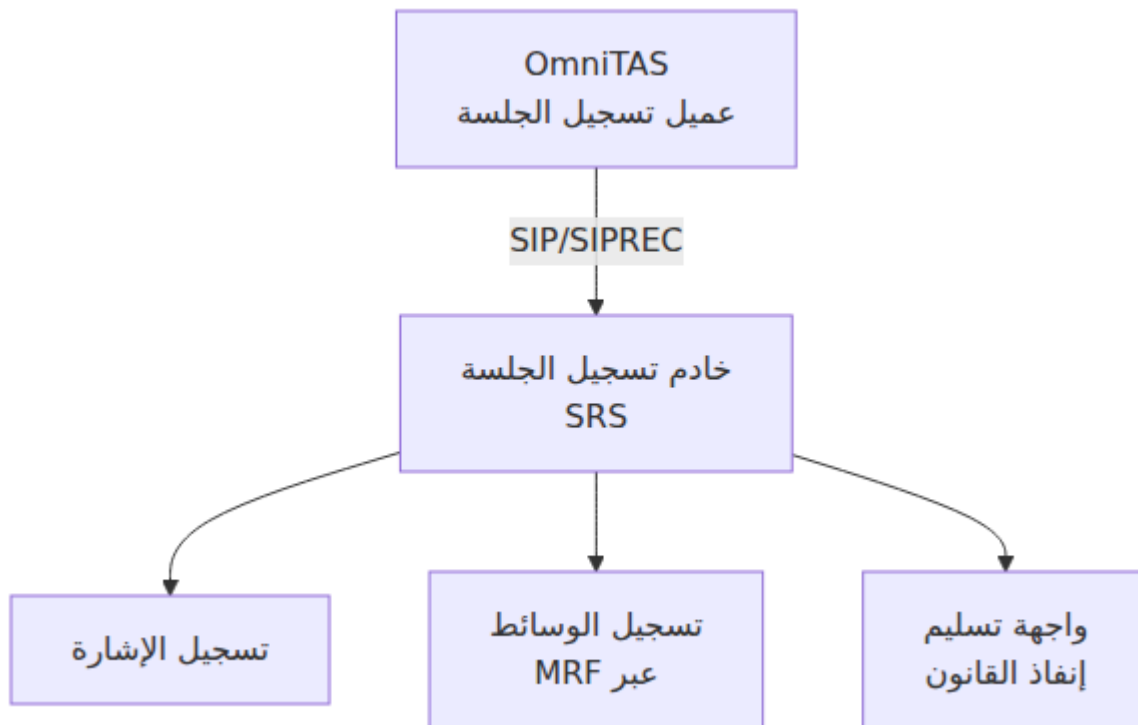 OmniTAS
عميل تسجيل الجلسة
SIP/SIPREC
خادم تسجيل الجلسة
SRS
تسجيل الإشارة
تسجيل الوسائط
عبر MRF
واجهة تسليم
إنفاذ القانون